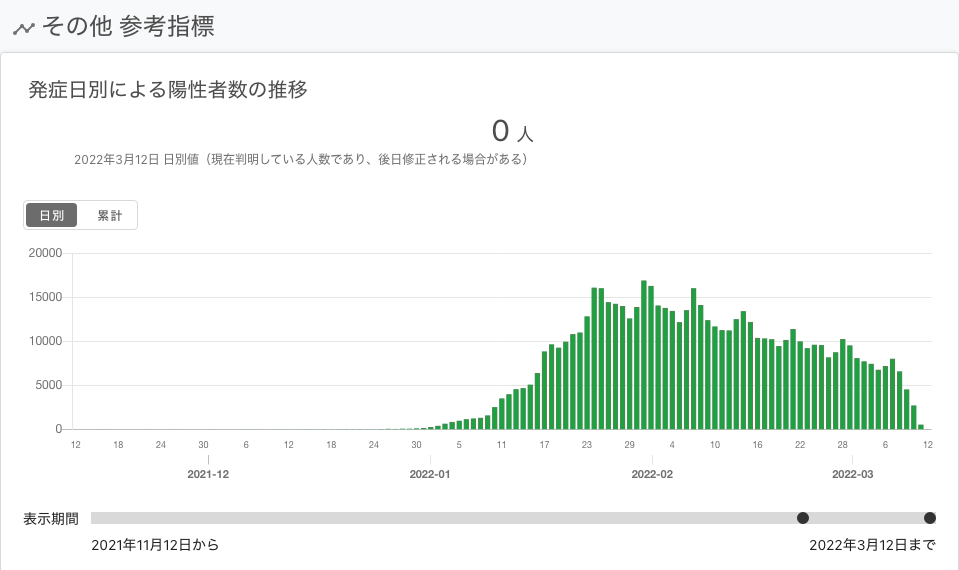 その他 参考指標
発症日別による陽性者数の推移
0 人
2022年3月12日 日別値（現在判明している人数であり、後日修正される場合がある）
日別 累計
20000
15000
10000
5000
0
12 18 24 30 6 12 18 24 30 5 11 17 23 29 4 10 16 22 28 6 12
2021-12 2022-01 2022-02 2022-03
表示期間
2021年11月12日から 2022年3月12日まで